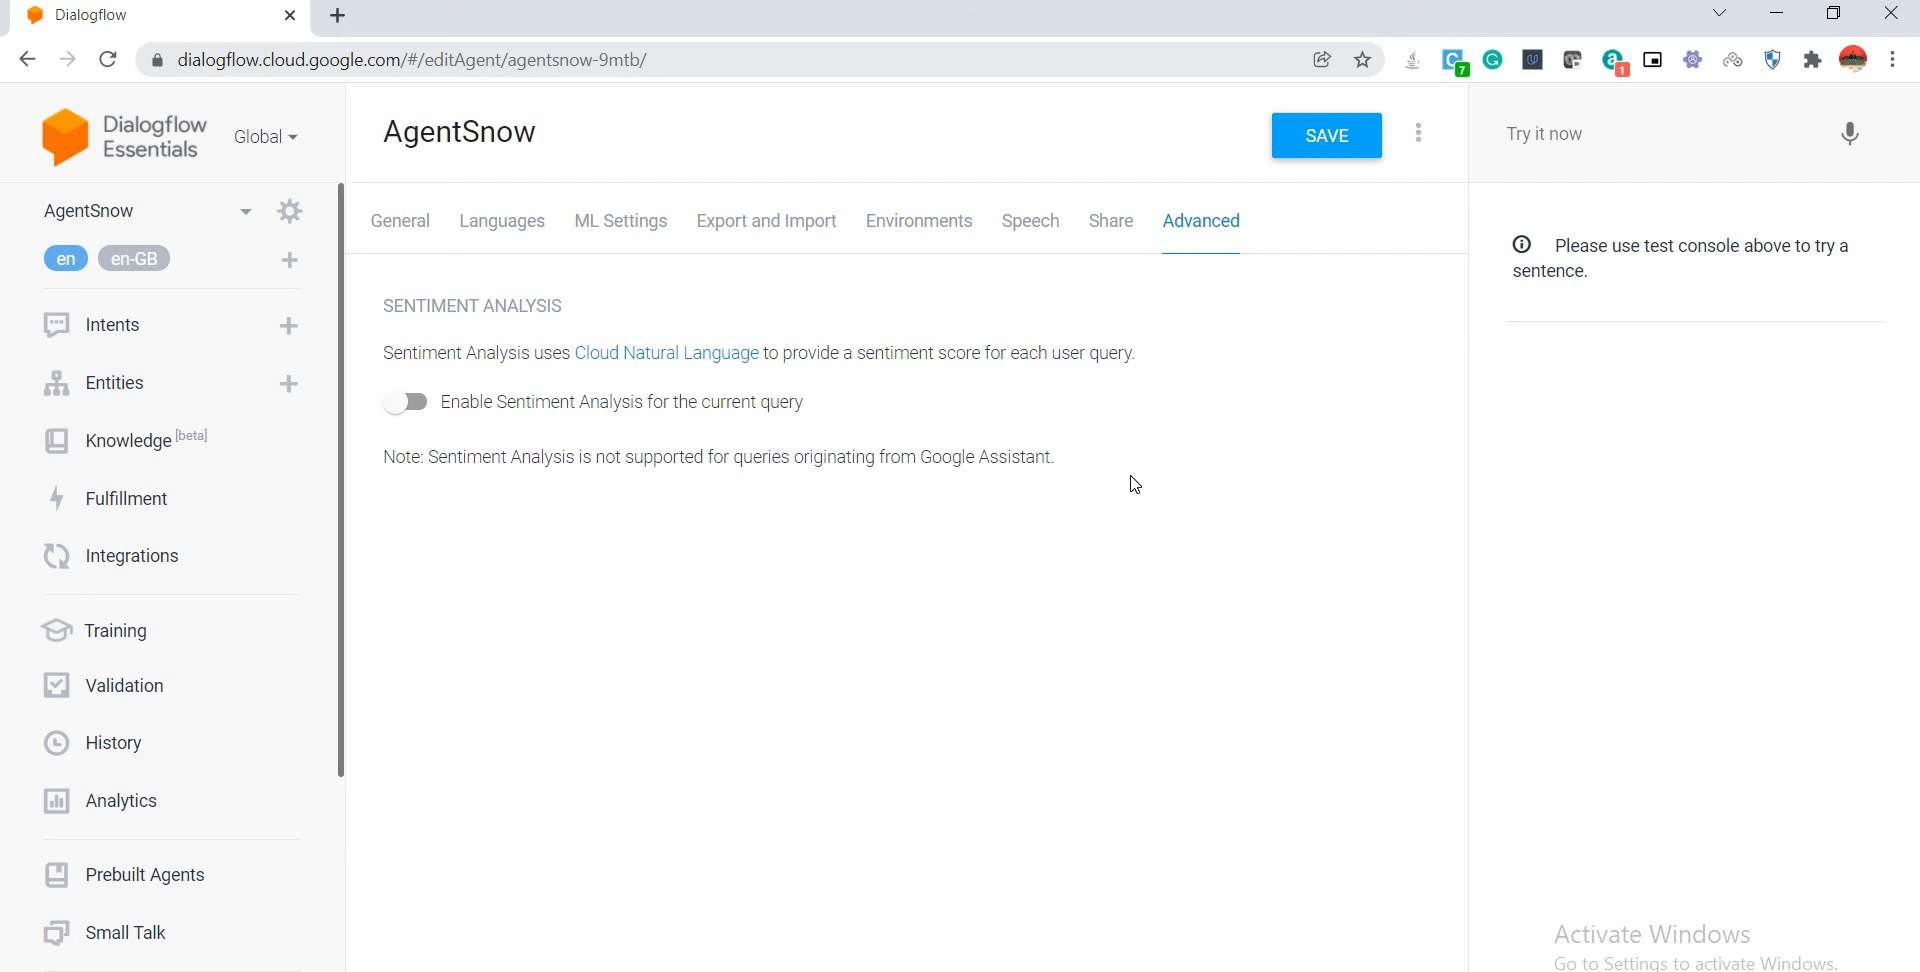 Dialogflow
dialogflow.cloud.google.com/#/editAgent/agentsnow-9mtb/
7
1
Dialogflow
Essentials
Global
AgentSnow
SAVE
Try it now
AgentSnow
General Languages ML Settings Export and Import Environments Speech Share Advanced
en en-GB
Please use test console above to try a
sentence.
Intents
Entities
Knowledge [beta]
Fulfillment
Integrations
Training
Validation
History
Analytics
Prebuilt Agents
Small Talk
SENTIMENT ANALYSIS
Sentiment Analysis uses Cloud Natural Language to provide a sentiment score for each user query.
Enable Sentiment Analysis for the current query
Note: Sentiment Analysis is not supported for queries originating from Google Assistant.
Activate Windows
Go to Settings to activate Windows.